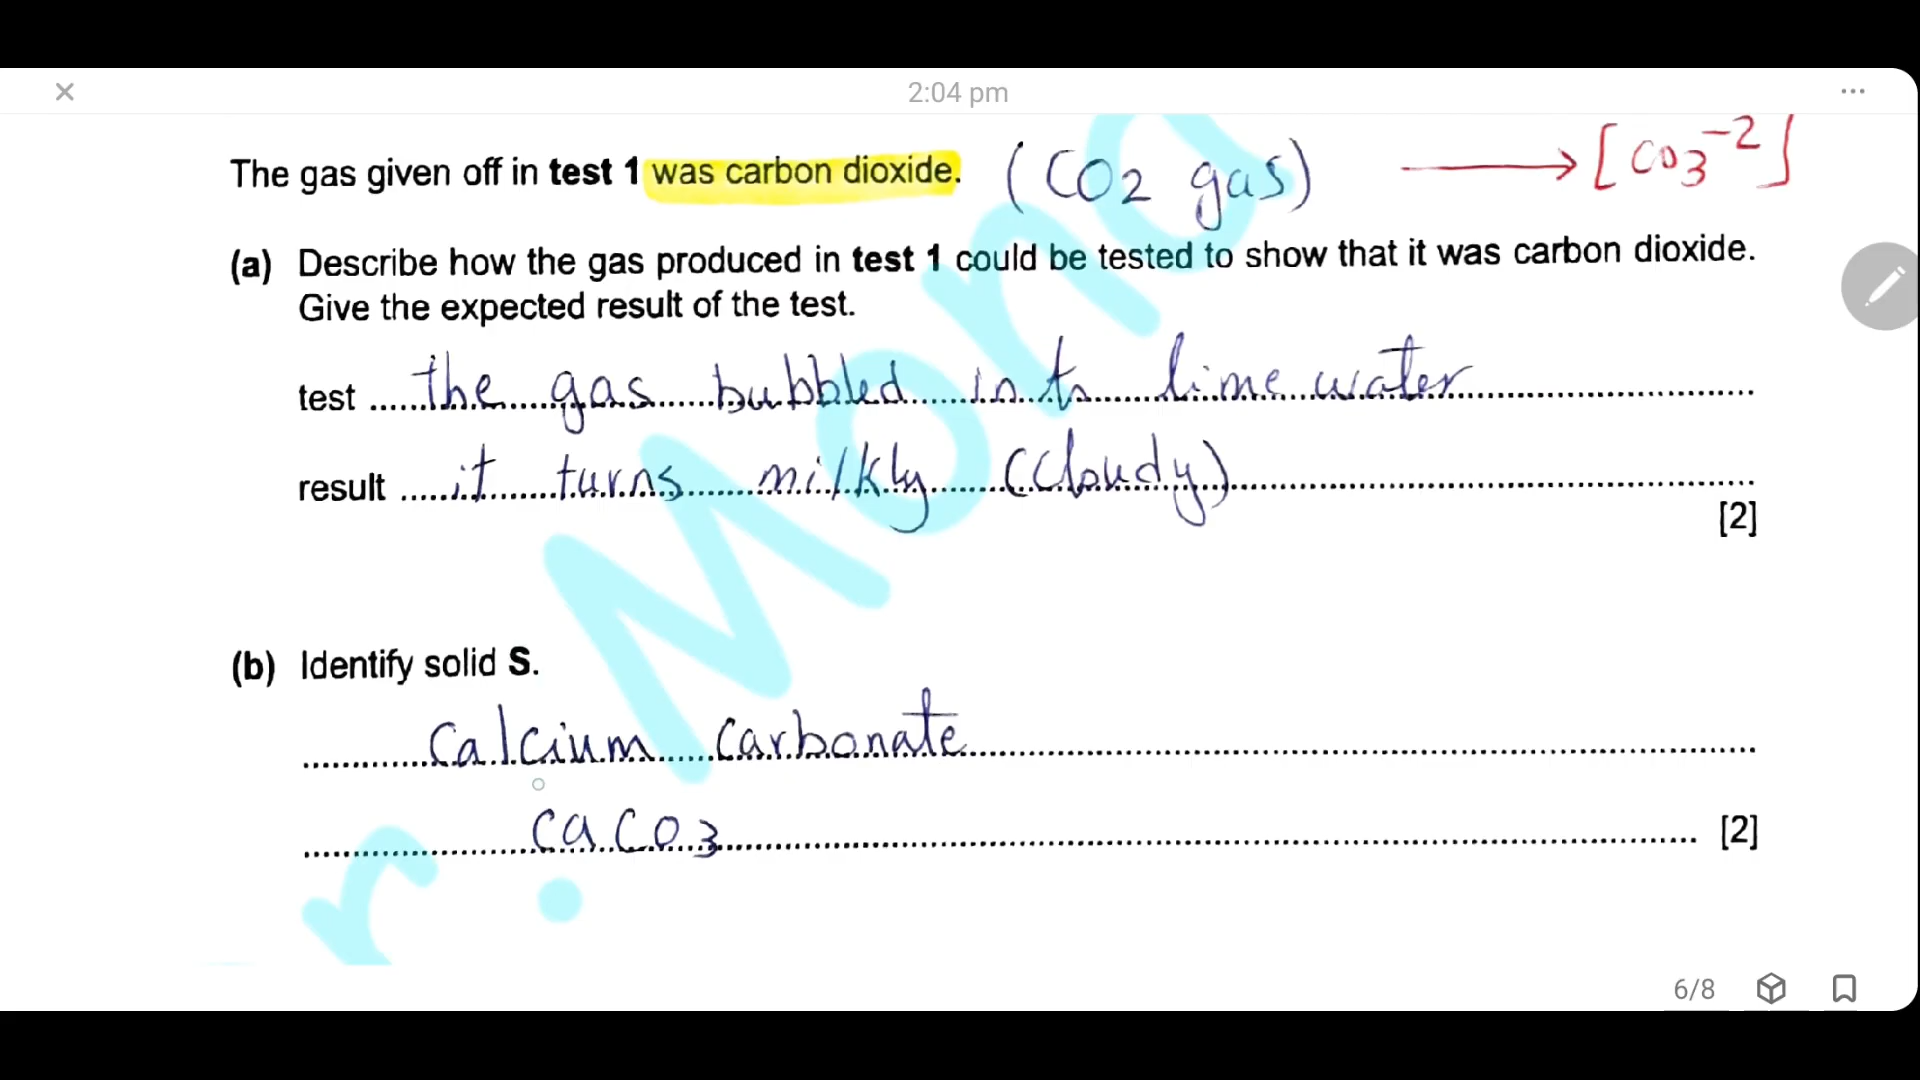 2:04 pm
The gas given off in test 1 was carbon dioxide. (CO2 gas) → [CO3⁻²]
(a) Describe how the gas produced in test 1 could be tested to show that it was carbon dioxide.
Give the expected result of the test.
test the gas bubbled into lime water
result it turns milkly (cloudy)
[2]
(b) Identify solid S.
Calcium carbonate
CaCO3 [2]
r. Mona
6/8